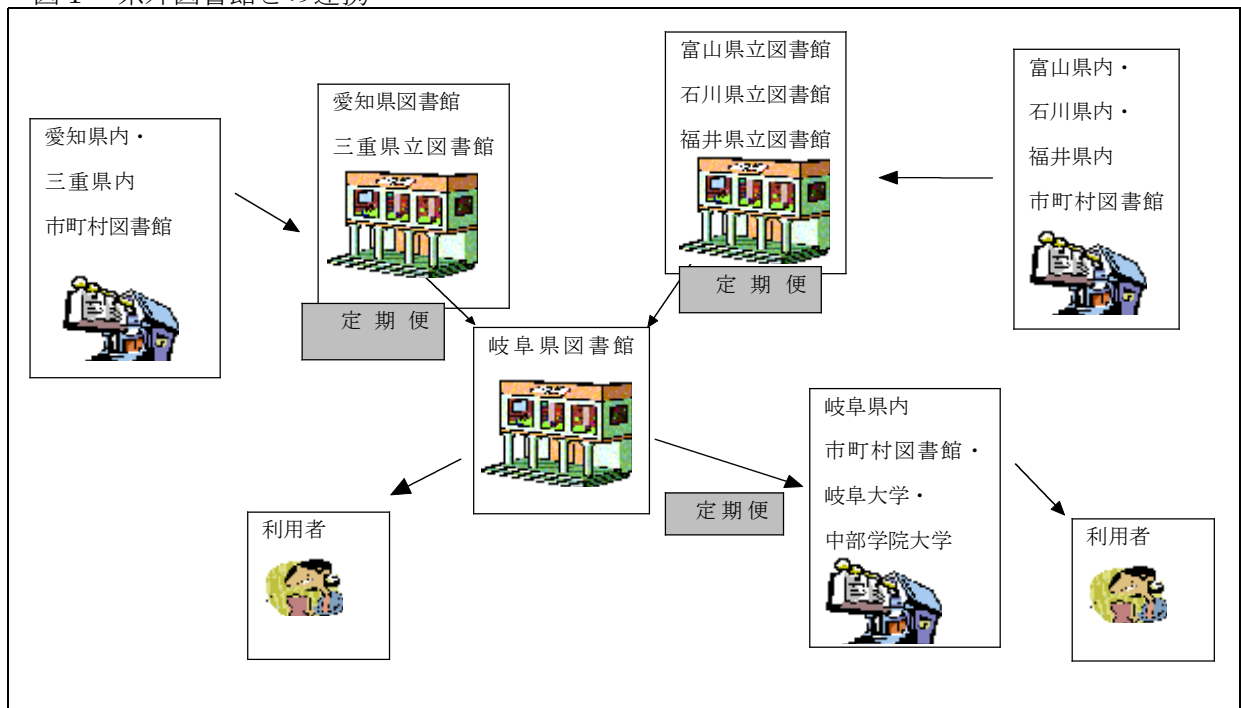 愛知県内・
三重県内
市町村図書館
愛知県図書館
三重県立図書館
定期便
富山県立図書館
石川県立図書館
福井県立図書館
定期便
富山県内・
石川県内・
福井県内
市町村図書館
岐阜県図書館
定期便
利用者
岐阜県内
市町村図書館・
岐阜大学・
中部学院大学
利用者